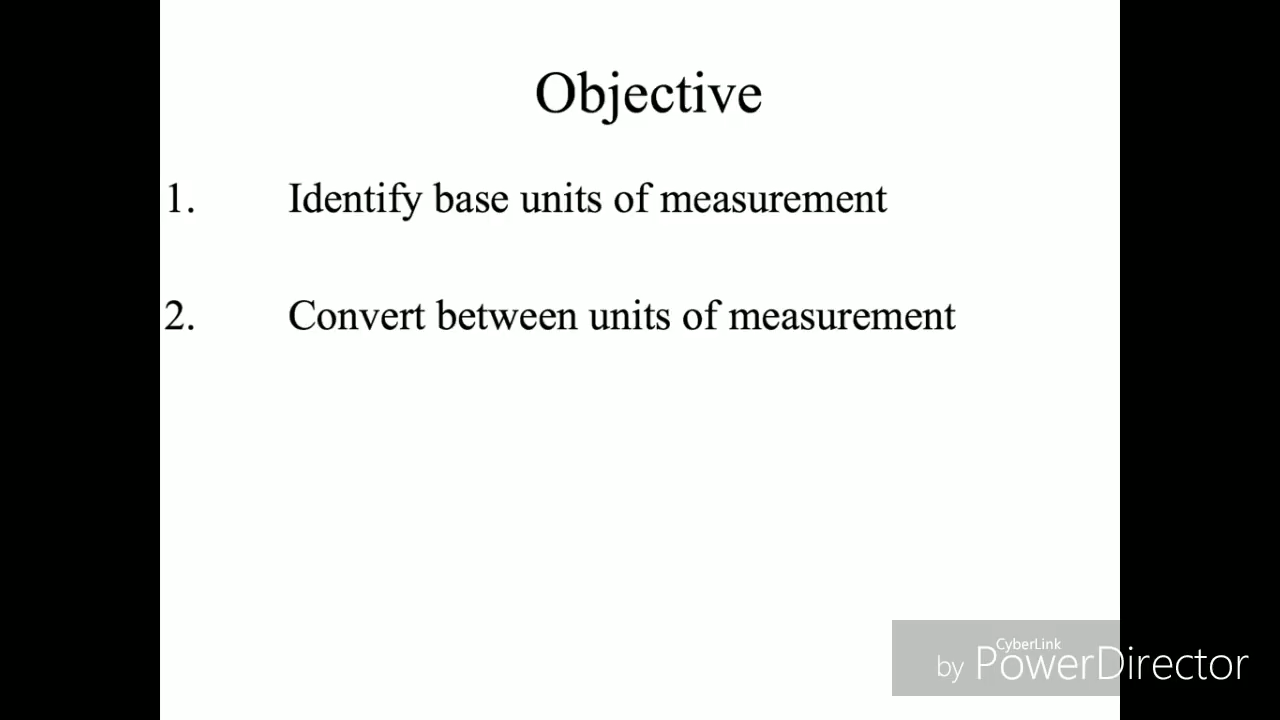 Objective
1. Identify base units of measurement
2. Convert between units of measurement
CyberLink
by PowerDirector